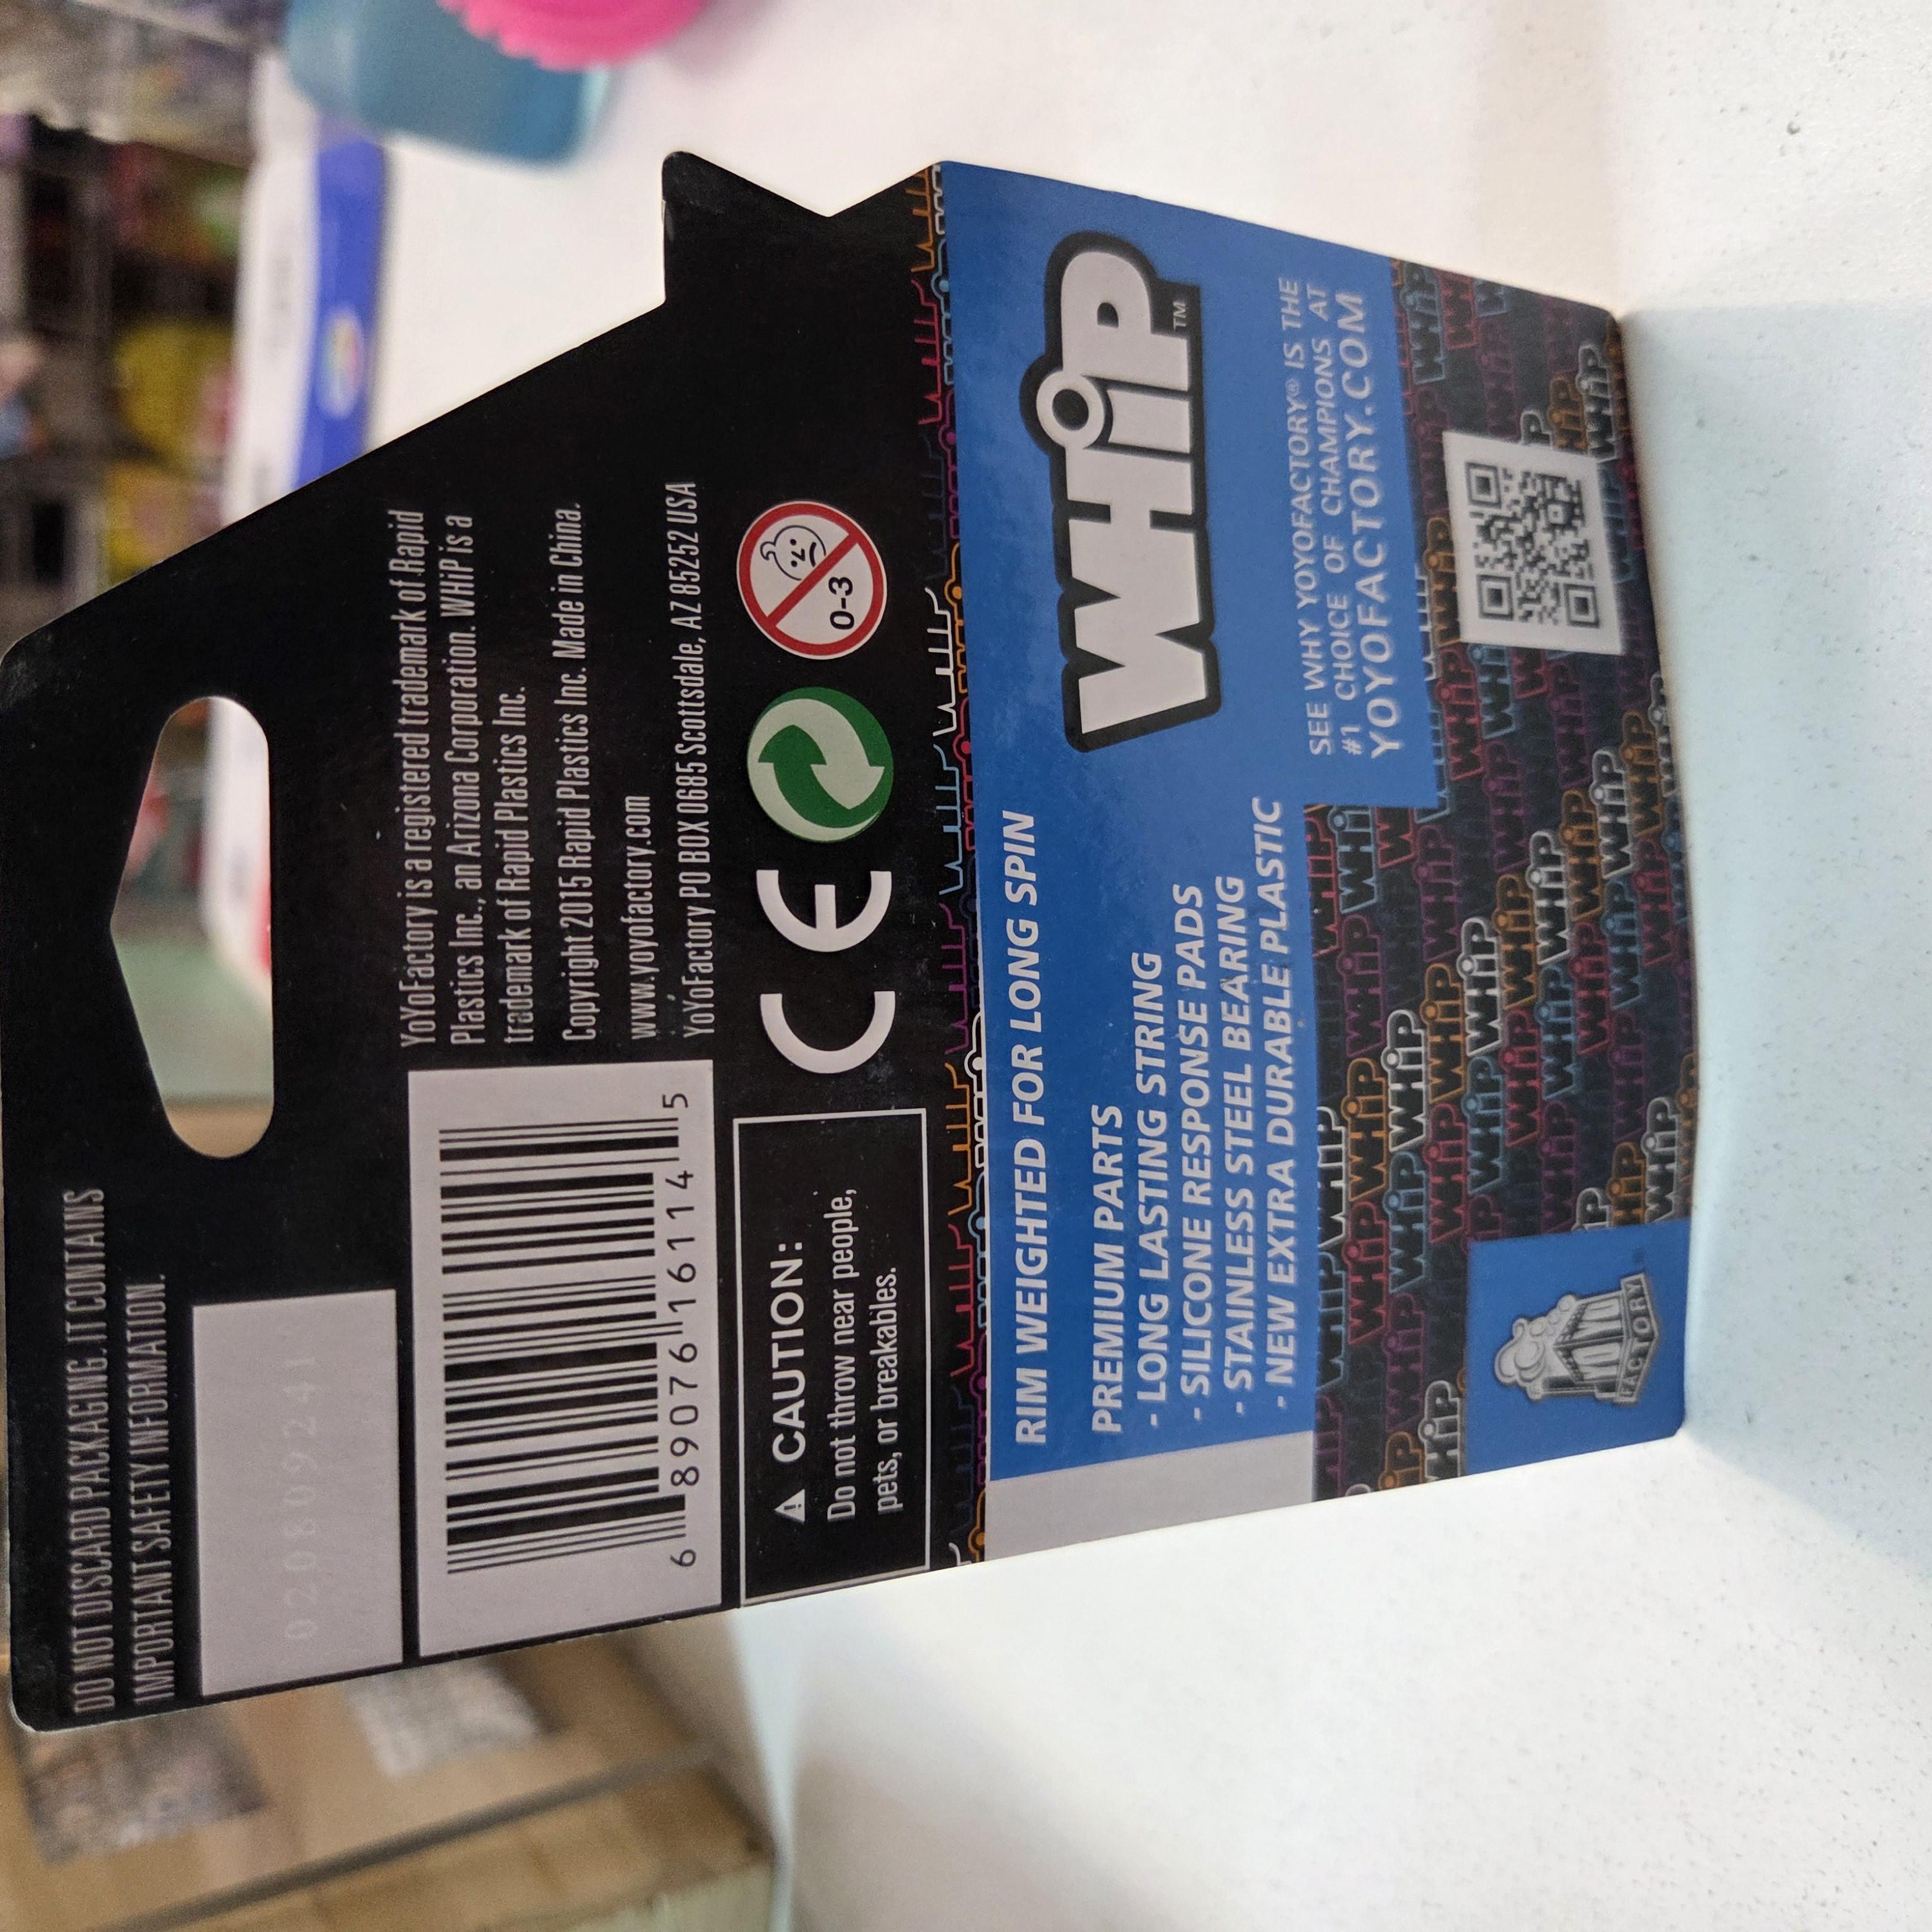 DO NOT DISCARD PACKAGING. IT CONTAINS
IMPORTANT SAFETY INFORMATION.
020809241
6 89076 16114 5
YoYoFactory is a registered trademark of Rapid
Plastics Inc., an Arizona Corporation. WHiP is a
trademark of Rapid Plastics Inc.
Copyright 2015 Rapid Plastics Inc. Made in China.
www.yoyofactory.com
YoYoFactory PO BOX 0685 Scottsdale, AZ 85252 USA
CAUTION:
Do not throw near people,
pets, or breakables.
CE
0-3
RIM WEIGHTED FOR LONG SPIN
PREMIUM PARTS
- LONG LASTING STRING
- SILICONE RESPONSE PADS
- STAINLESS STEEL BEARING
- NEW EXTRA DURABLE PLASTIC
WHiP™
SEE WHY YOYOFACTORY® IS THE
#1 CHOICE OF CHAMPIONS AT
YOYOFACTORY.COM
FACTORY